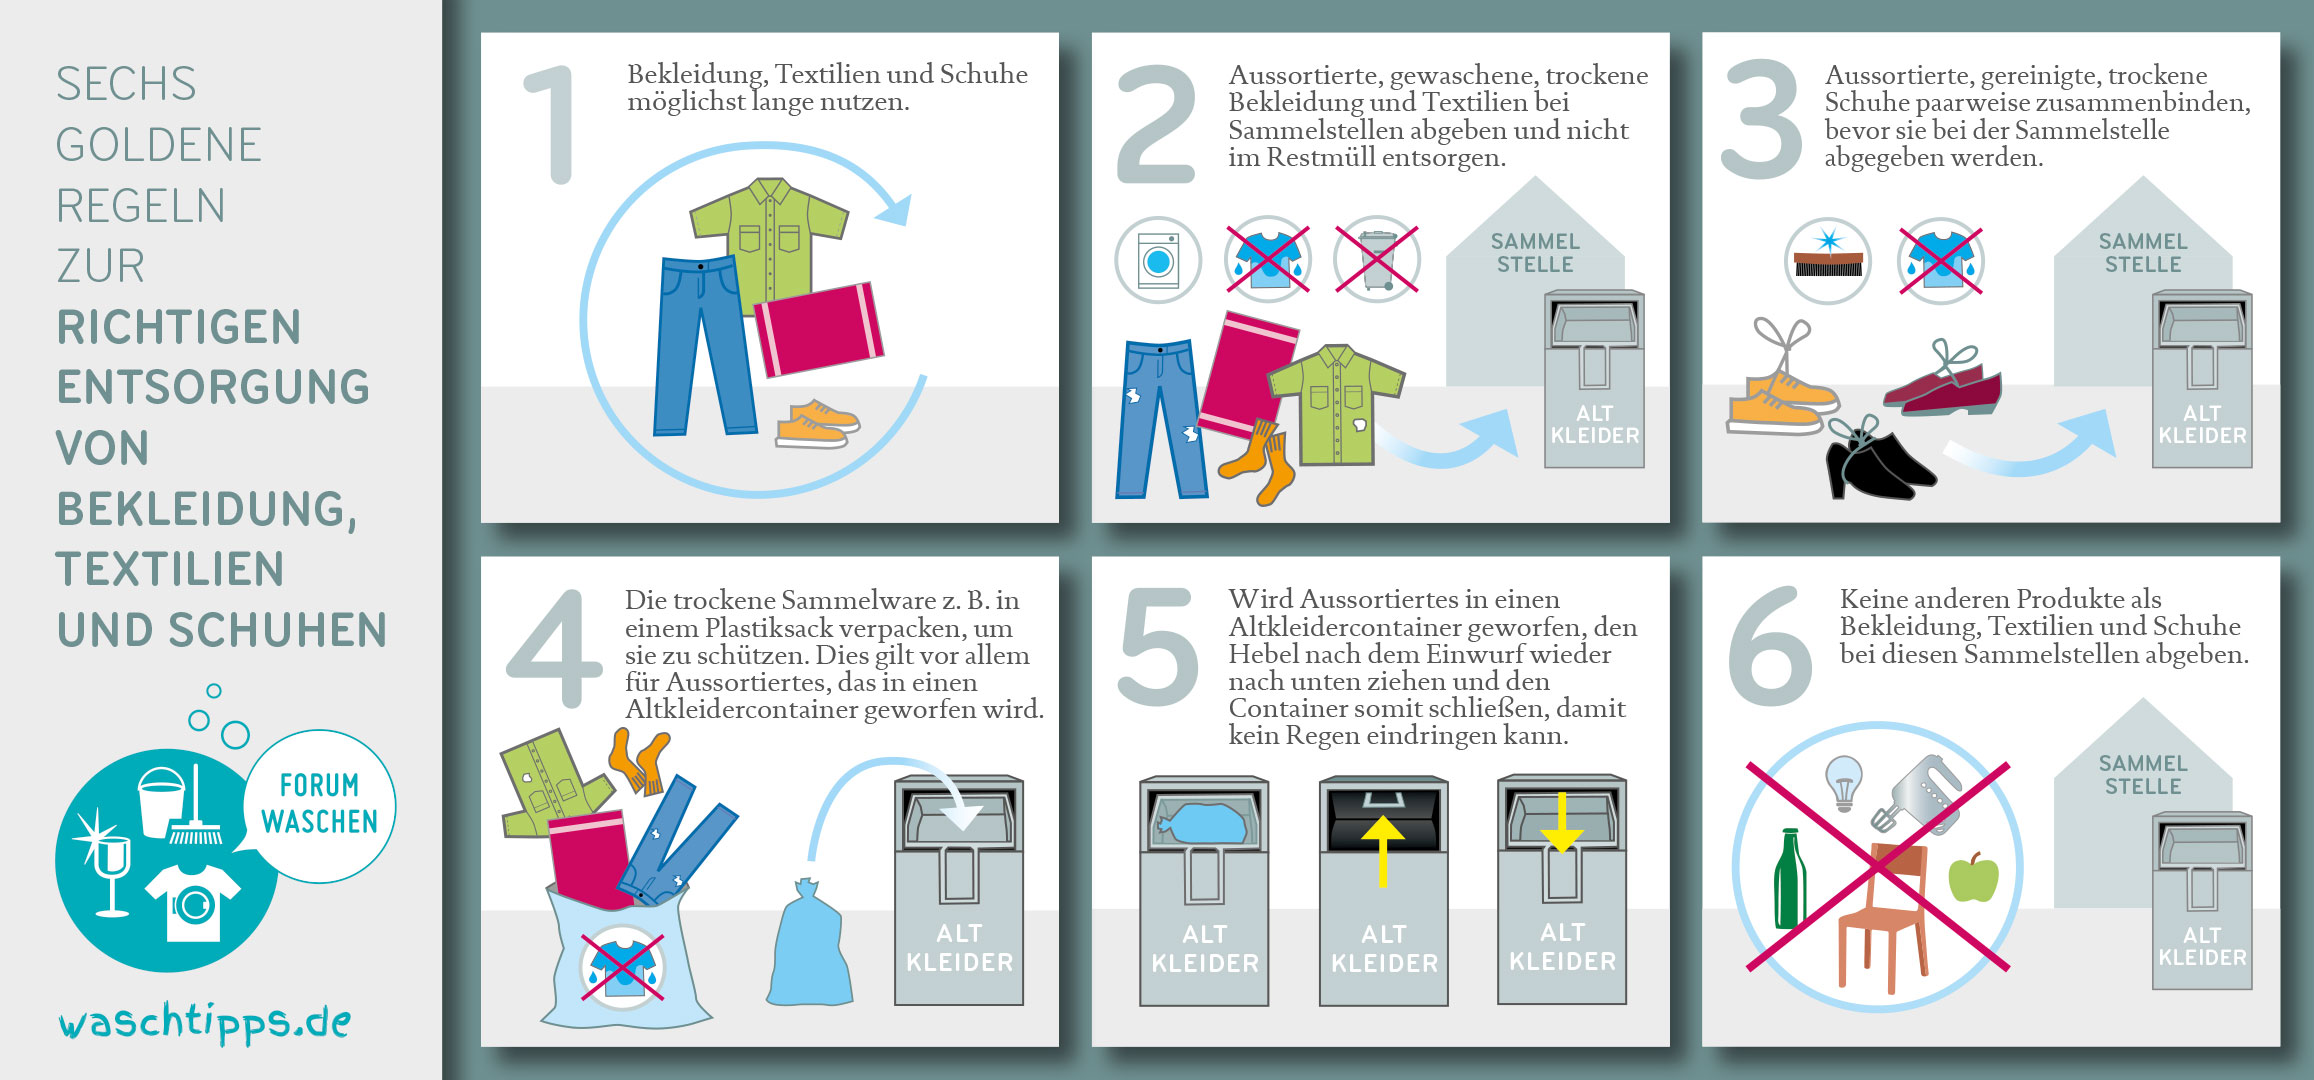 SECHS
GOLDENE
REGELN
ZUR
RICHTIGEN
ENTSORGUNG
VON
BEKLEIDUNG,
TEXTILIEN
UND SCHUHEN
FORUM
WASCHEN
waschtipps.de
1
Bekleidung, Textilien und Schuhe
möglichst lange nutzen.
2
Aussortierte, gewaschene, trockene
Bekleidung und Textilien bei
Sammelstellen abgeben und nicht
im Restmüll entsorgen.
SAMMEL
STELLE
ALT
KLEIDER
3
Aussortierte, gereinigte, trockene
Schuhe paarweise zusammenbinden,
bevor sie bei der Sammelstelle
abgegeben werden.
SAMMEL
STELLE
ALT
KLEIDER
4
Die trockene Sammelware z. B. in
einem Plastiksack verpacken, um
sie zu schützen. Dies gilt vor allem
für Aussortiertes, das in einen
Altkleidercontainer geworfen wird.
ALT
KLEIDER
5
Wird Aussortiertes in einen
Altkleidercontainer geworfen, den
Hebel nach dem Einwurf wieder
nach unten ziehen und den
Container somit schließen, damit
kein Regen eindringen kann.
ALT
KLEIDER
ALT
KLEIDER
ALT
KLEIDER
6
Keine anderen Produkte als
Bekleidung, Textilien und Schuhe
bei diesen Sammelstellen abgeben.
SAMMEL
STELLE
ALT
KLEIDER